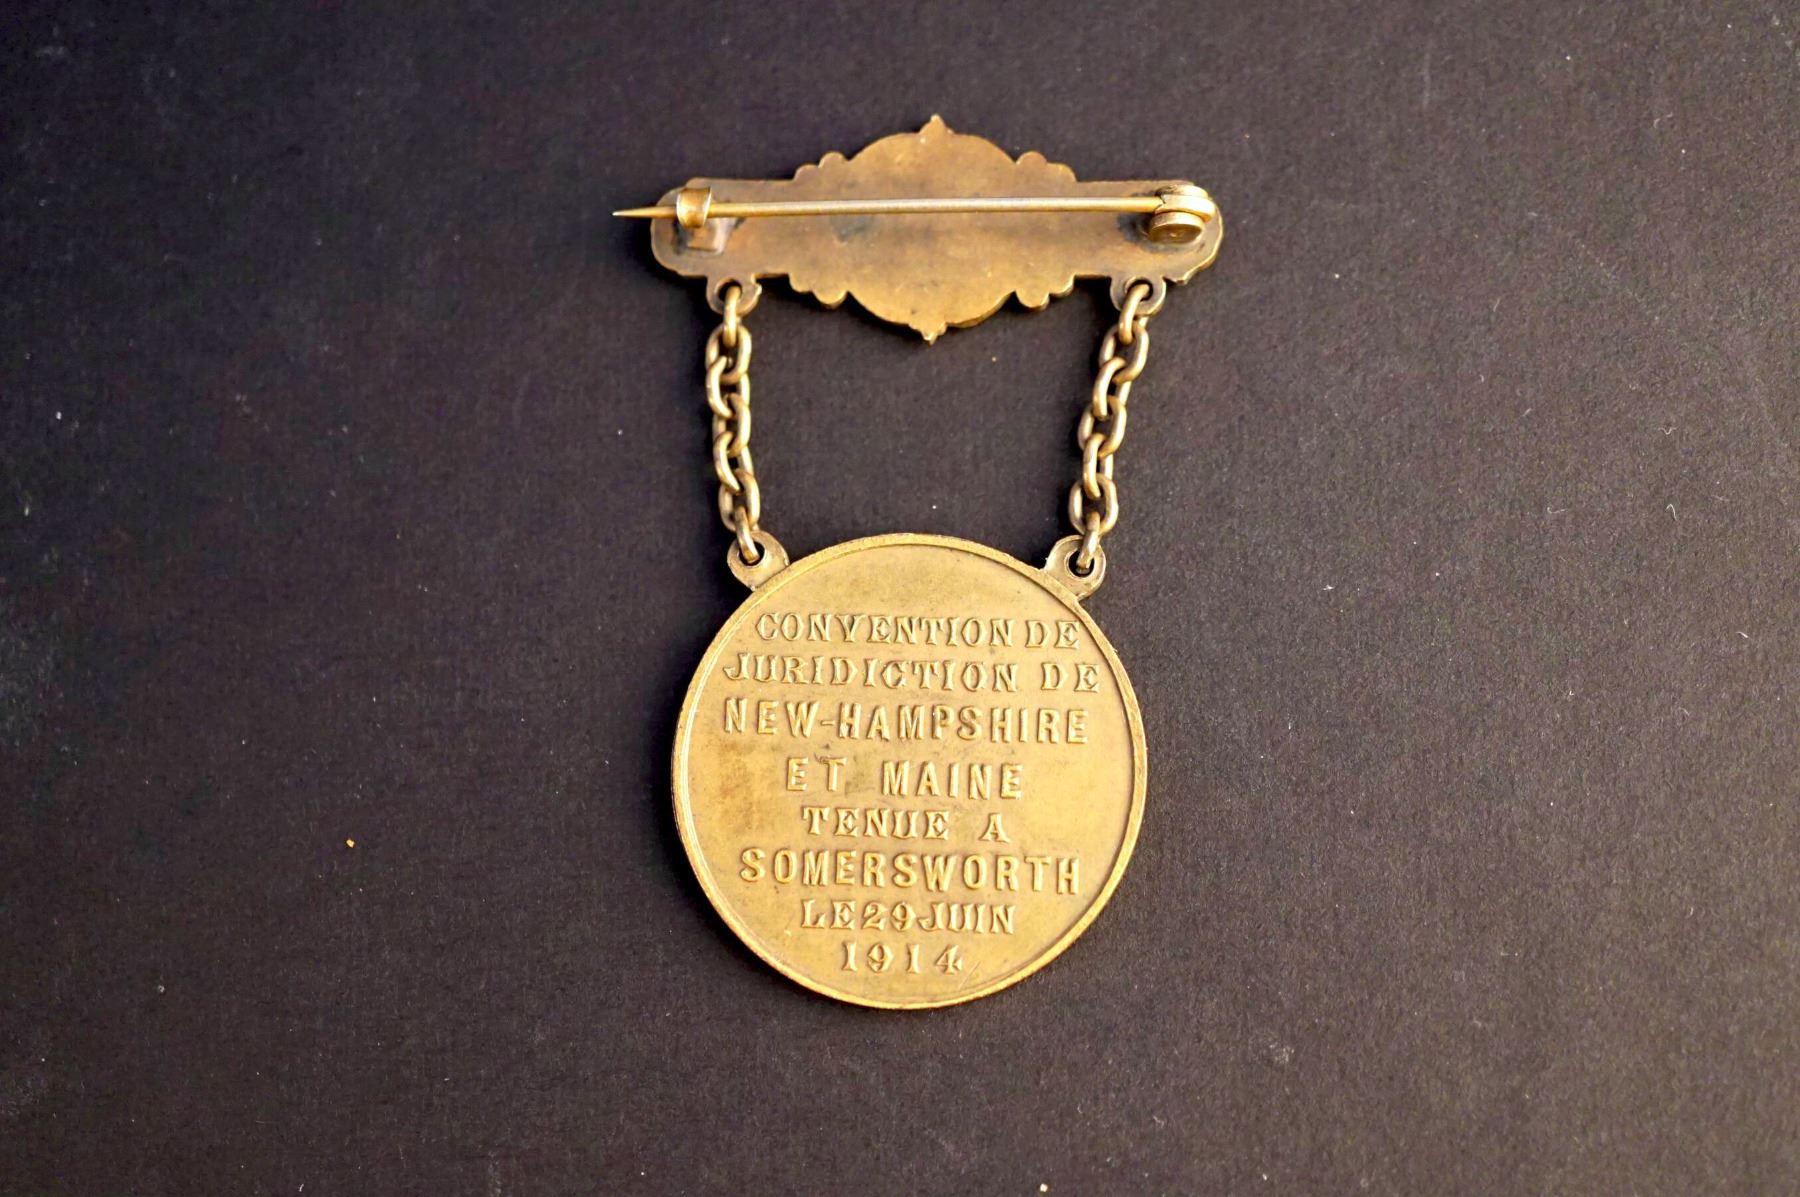 CONVENTION DE
JURIDICTION DE
NEW-HAMPSHIRE
ET MAINE
TENUE A
SOMERSWORTH
LE 29 JUIN
1914